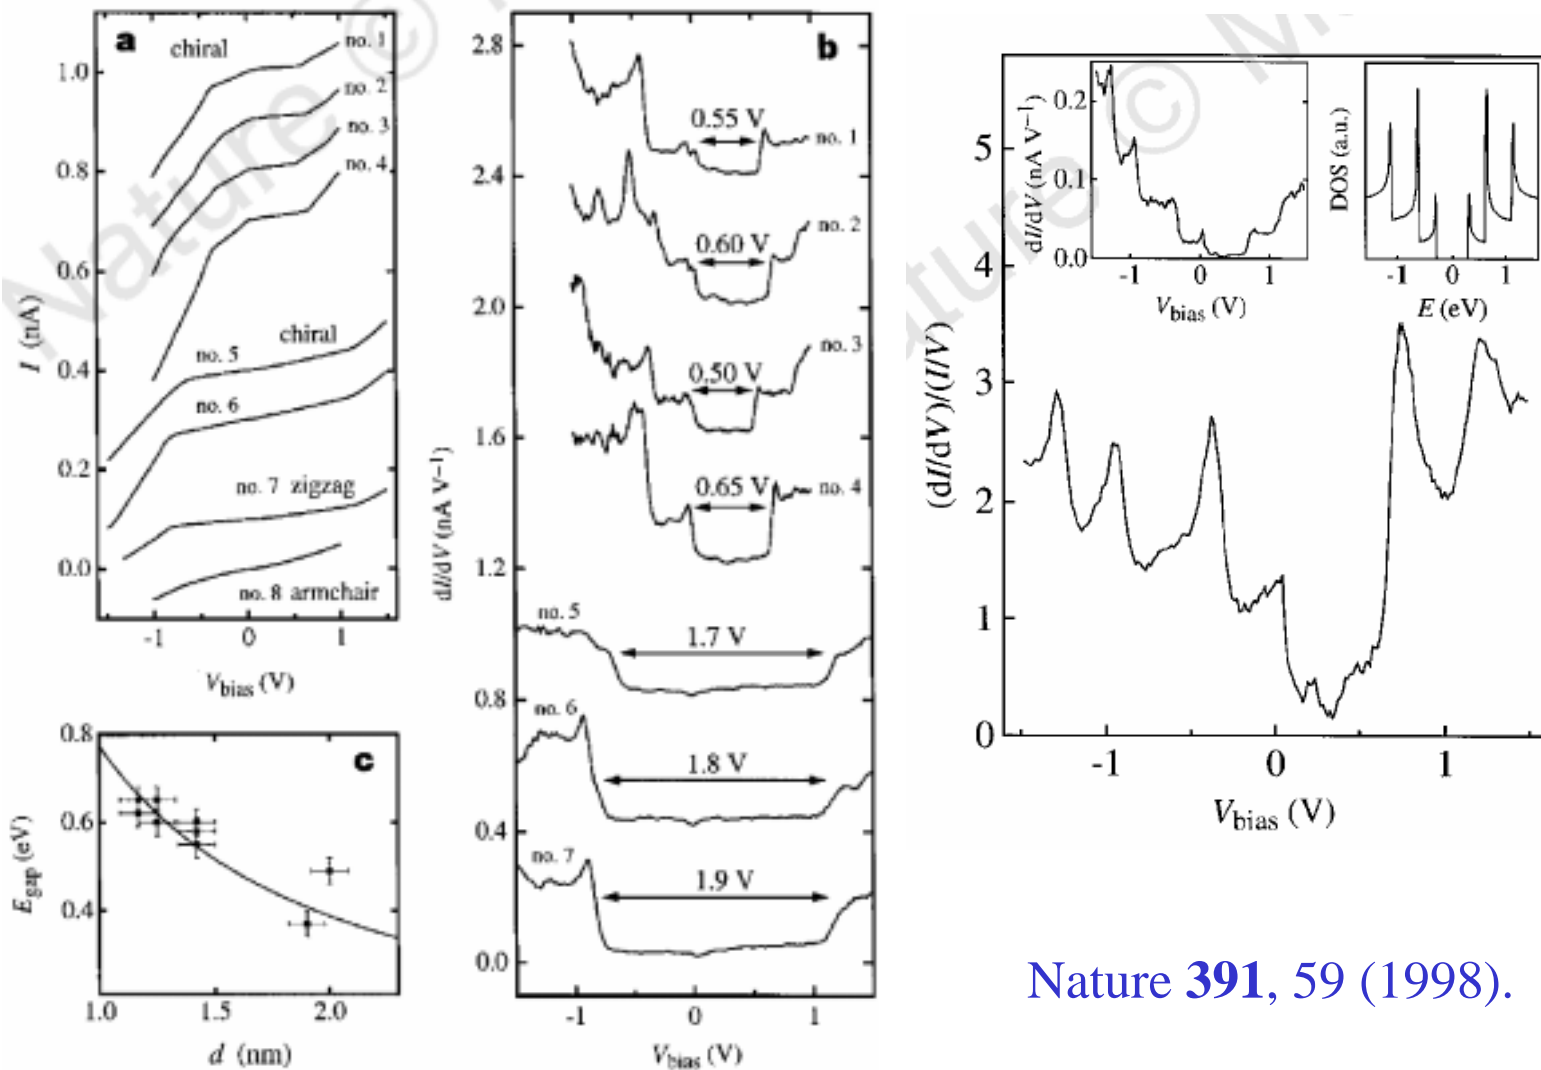 a
chiral
no. 1
no. 2
no. 3
no. 4
chiral
no. 5
no. 6
no. 7 zigzag
no. 8 armchair
1.0
0.8
0.6
0.4
0.2
0.0
I (nA)
-1 0 1
Vbias (V)
c
0.8
0.6
0.4
Egap (eV)
1.0 1.5 2.0
d (nm)
b
2.8
2.4
2.0
1.6
1.2
0.8
0.4
0.0
dI/dV (nA V−1)
0.55 V
no. 1
0.60 V
no. 2
0.50 V
no. 3
0.65 V
no. 4
no. 5
1.7 V
no. 6
1.8 V
no. 7
1.9 V
-1 0 1
Vbias (V)
5
4
3
2
1
0
(dI/dV)/(I/V)
-1 0 1
Vbias (V)
0.2
0.1
0.0
dI/dV (nA V−1)
-1 0 1
Vbias (V)
DOS (a.u.)
-1 0 1
E (eV)
Nature ©
Nature © M
Nature 391, 59 (1998).